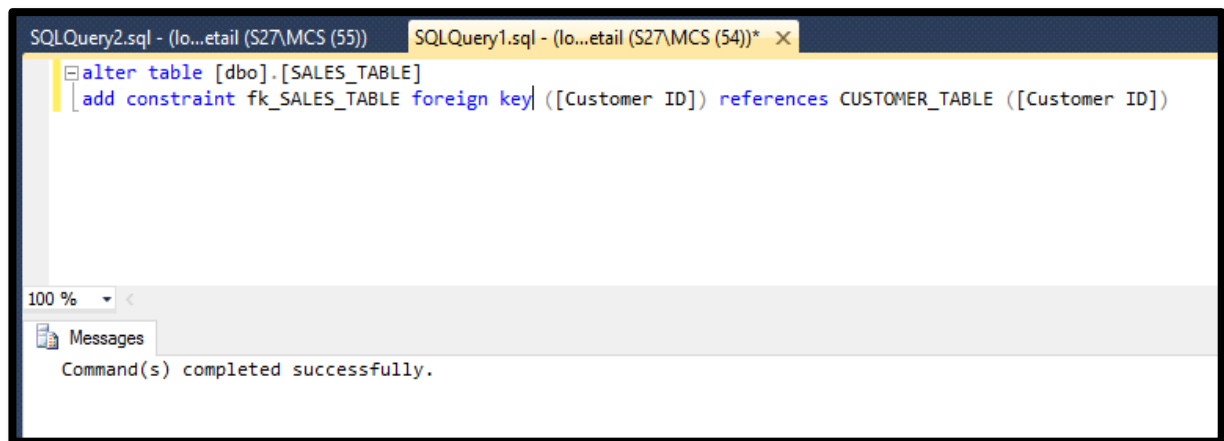 SQLQuery2.sql - (lo...etail (S27\MCS (55))
SQLQuery1.sql - (lo...etail (S27\MCS (54))*
alter table [dbo].[SALES_TABLE]
add constraint fk_SALES_TABLE foreign key ([Customer ID]) references CUSTOMER_TABLE ([Customer ID])
100 %
Messages
Command(s) completed successfully.